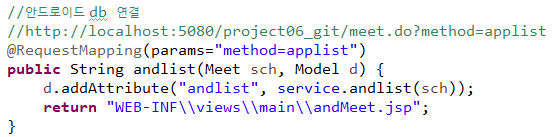 //안드로이드 db 연결
//http://localhost:5080/project06_git/meet.do?method=applist
@RequestMapping(params="method=applist")
public String andlist(Meet sch, Model d) {
d.addAttribute("andlist", service.andlist(sch));
return "WEB-INF\\views\\main\\andMeet.jsp";
}